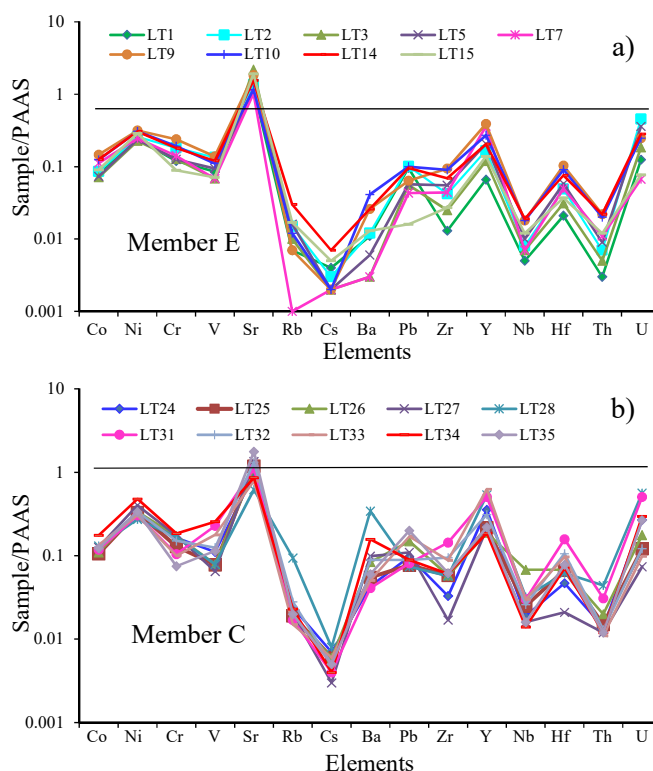 LT1 LT2 LT3 LT5 LT7
LT9 LT10 LT14 LT15
a)
10
1
0.1
0.01
0.001
Sample/PAAS
Member E
Co Ni Cr V Sr Rb Cs Ba Pb Zr Y Nb Hf Th U
Elements
LT24 LT25 LT26 LT27 LT28
LT31 LT32 LT33 LT34 LT35
b)
10
1
0.1
0.01
0.001
Sample/PAAS
Member C
Co Ni Cr V Sr Rb Cs Ba Pb Zr Y Nb Hf Th U
Elements